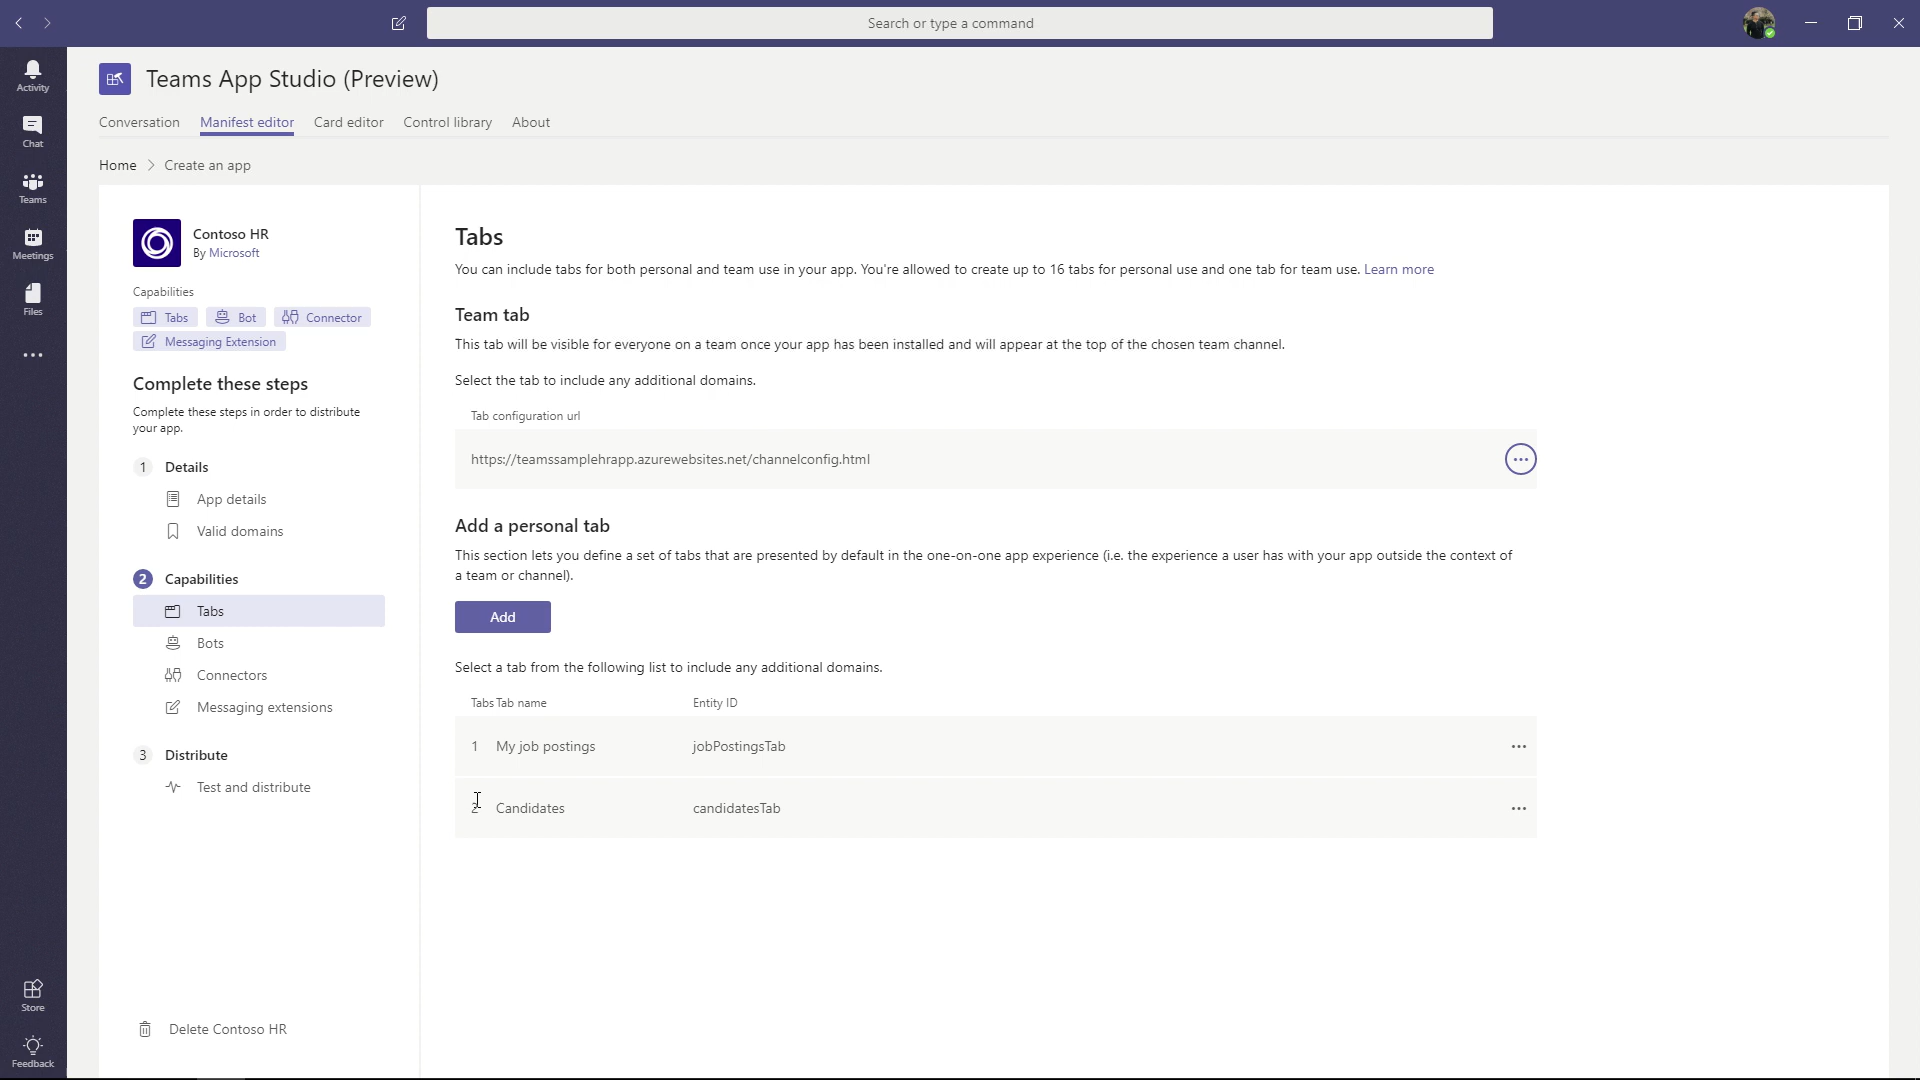 Search or type a command
Activity
Chat
Teams
Meetings
Files
Store
Feedback
Teams App Studio (Preview)
Conversation Manifest editor Card editor Control library About
Home > Create an app
Contoso HR
By Microsoft
Capabilities
Tabs Bot Connector
Messaging Extension
Complete these steps
Complete these steps in order to distribute
your app.
1 Details
App details
Valid domains
2 Capabilities
Tabs
Bots
Connectors
Messaging extensions
3 Distribute
Test and distribute
Delete Contoso HR
Tabs
You can include tabs for both personal and team use in your app. You're allowed to create up to 16 tabs for personal use and one tab for team use. Learn more
Team tab
This tab will be visible for everyone on a team once your app has been installed and will appear at the top of the chosen team channel.
Select the tab to include any additional domains.
Tab configuration url
https://teamssamplehrapp.azurewebsites.net/channelconfig.html
Add a personal tab
This section lets you define a set of tabs that are presented by default in the one-on-one app experience (i.e. the experience a user has with your app outside the context of
a team or channel).
Add
Select a tab from the following list to include any additional domains.
Tabs Tab name Entity ID
1 My job postings jobPostingsTab
2 Candidates candidatesTab